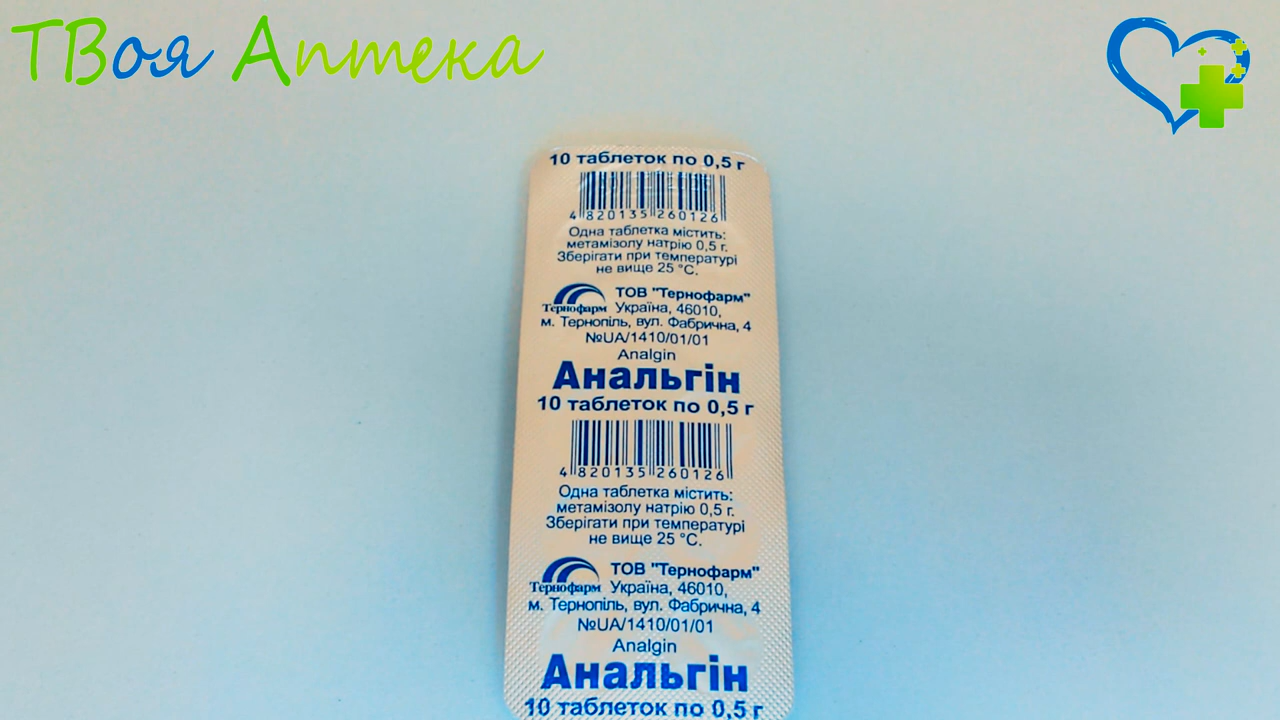 ТВоя Аптека
10 таблеток по 0,5 г
4 820135 260126
Одна таблетка містить:
метамізолу натрію 0,5 г.
Зберігати при температурі
не вище 25 °С.
Тернофарм
ТОВ "Тернофарм"
Україна, 46010,
м. Тернопіль, вул. Фабрична, 4
№UA/1410/01/01
Analgin
Анальгін
10 таблеток по 0,5 г
4 820135 260126
Одна таблетка містить:
метамізолу натрію 0,5 г.
Зберігати при температурі
не вище 25 °С.
Тернофарм
ТОВ "Тернофарм"
Україна, 46010,
м. Тернопіль, вул. Фабрична, 4
№UA/1410/01/01
Analgin
Анальгін
10 таблеток по 0,5 г